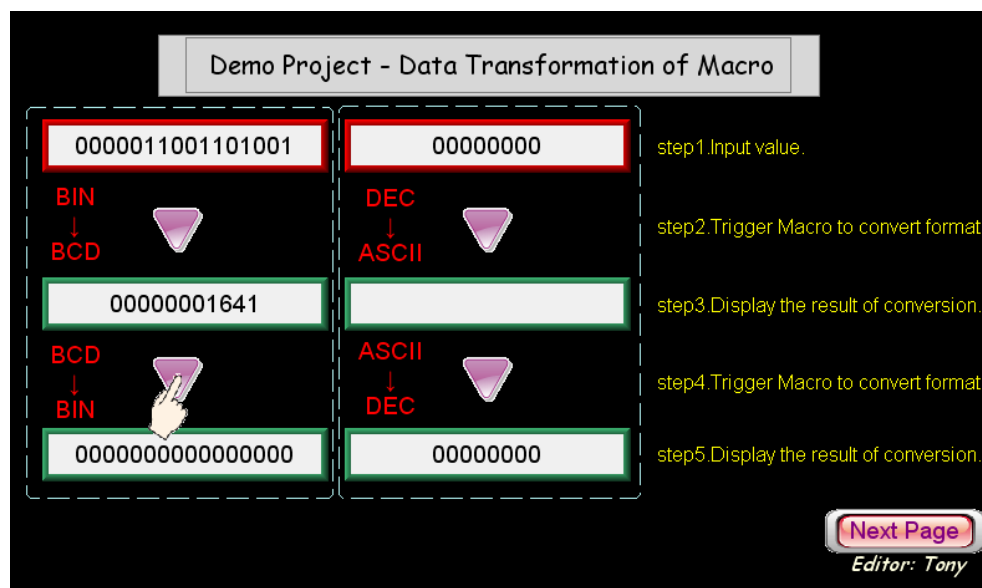 Demo Project - Data Transformation of Macro
0000011001101001 00000000 step1.Input value.
BIN
↓
BCD
DEC
↓
ASCII
step2.Trigger Macro to convert format
00000001641 step3.Display the result of conversion.
BCD
↓
BIN
ASCII
↓
DEC
step4.Trigger Macro to convert format
0000000000000000 00000000 step5.Display the result of conversion.
Next Page
Editor: Tony